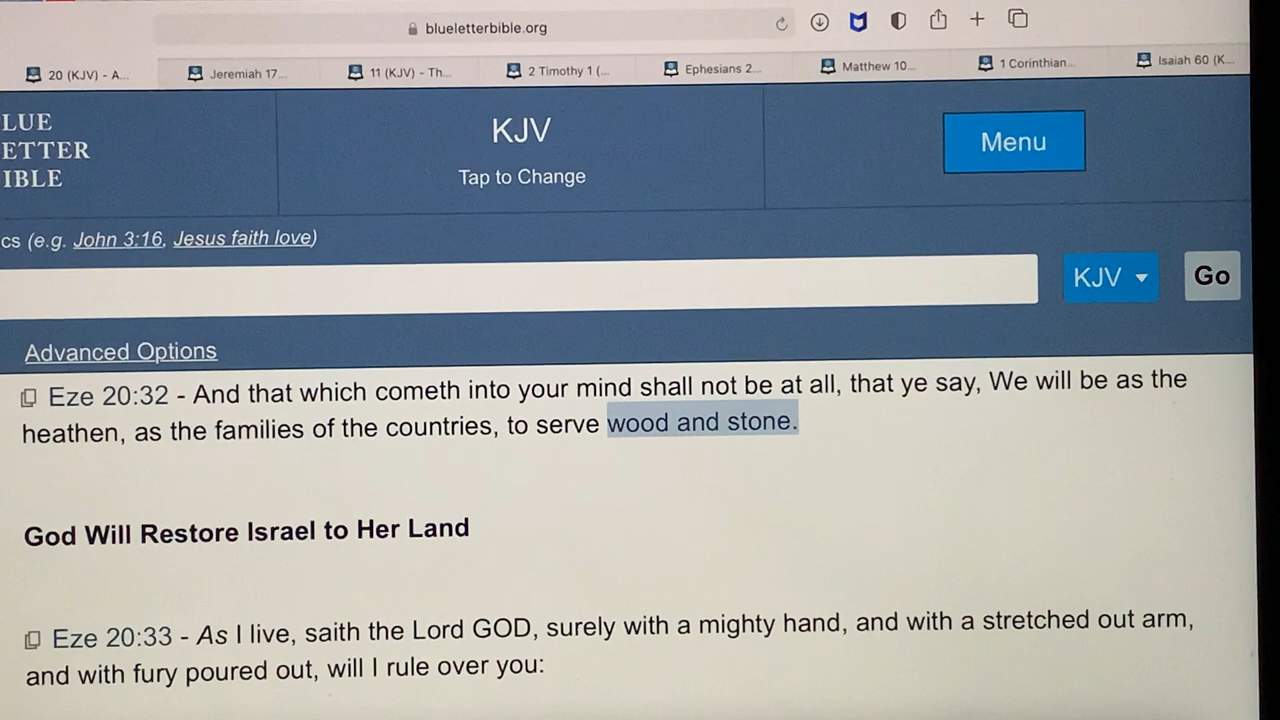 blueletterbible.org
20 (KJV) - A...
Jeremiah 17...
11 (KJV) - Th...
2 Timothy 1 (...
Ephesians 2...
Matthew 10...
1 Corinthian...
Isaiah 60 (K...
LUE
ETTER
IBLE
KJV
Tap to Change
Menu
cs (e.g. John 3:16, Jesus faith love)
KJV
Go
Advanced Options
Eze 20:32 - And that which cometh into your mind shall not be at all, that ye say, We will be as the
heathen, as the families of the countries, to serve wood and stone.
God Will Restore Israel to Her Land
Eze 20:33 - As I live, saith the Lord GOD, surely with a mighty hand, and with a stretched out arm,
and with fury poured out, will I rule over you: